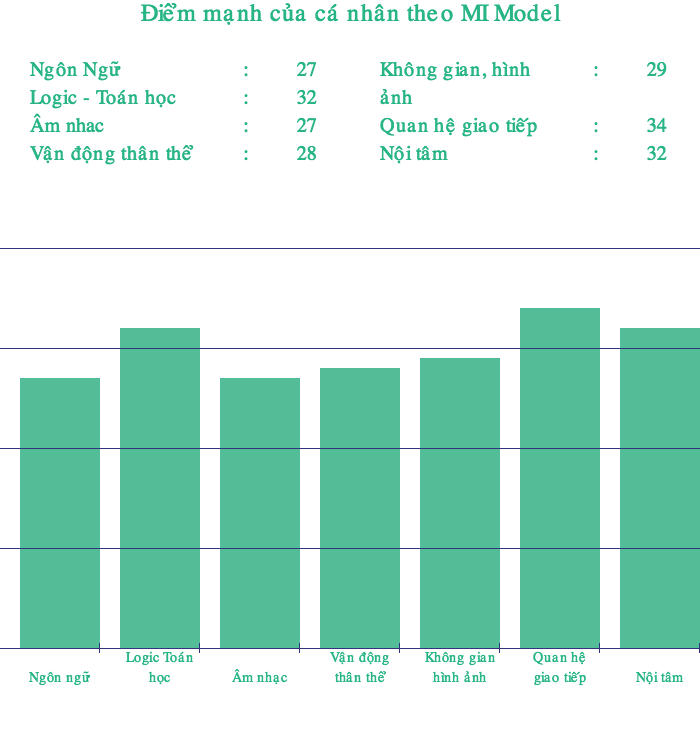 Điểm mạnh của cá nhân theo MI Model
Ngôn Ngữ : 27
Logic - Toán học : 32
Âm nhac : 27
Vận động thân thể : 28
Không gian, hình : 29
ảnh
Quan hệ giao tiếp : 34
Nội tâm : 32
Ngôn ngữ
Logic Toán
học
Âm nhạc
Vận động
thân thể
Không gian
hình ảnh
Quan hệ
giao tiếp
Nội tâm